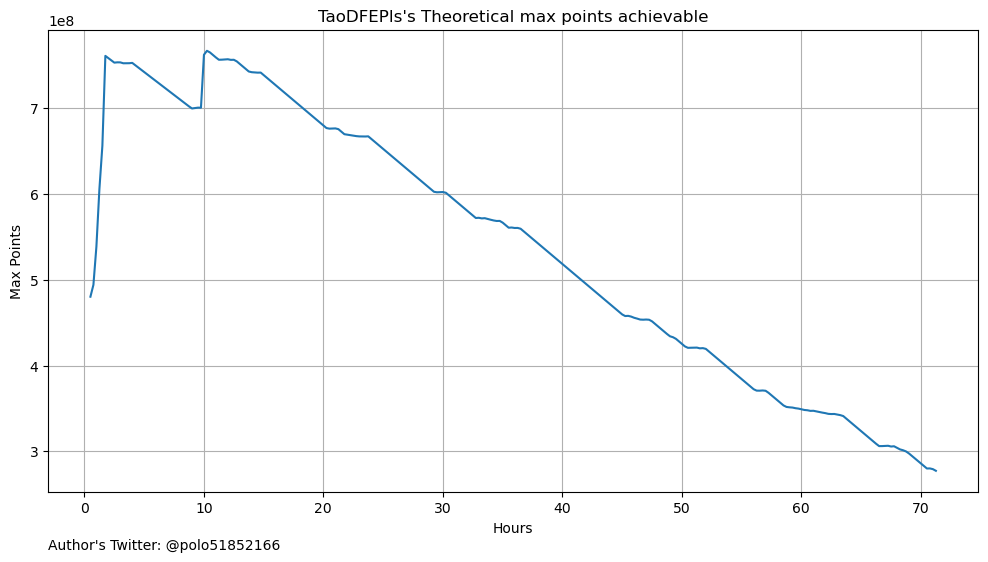 TaoDFEPIs's Theoretical max points achievable
1e8
7
6
5
4
3
Max Points
0 10 20 30 40 50 60 70
Hours
Author's Twitter: @polo51852166